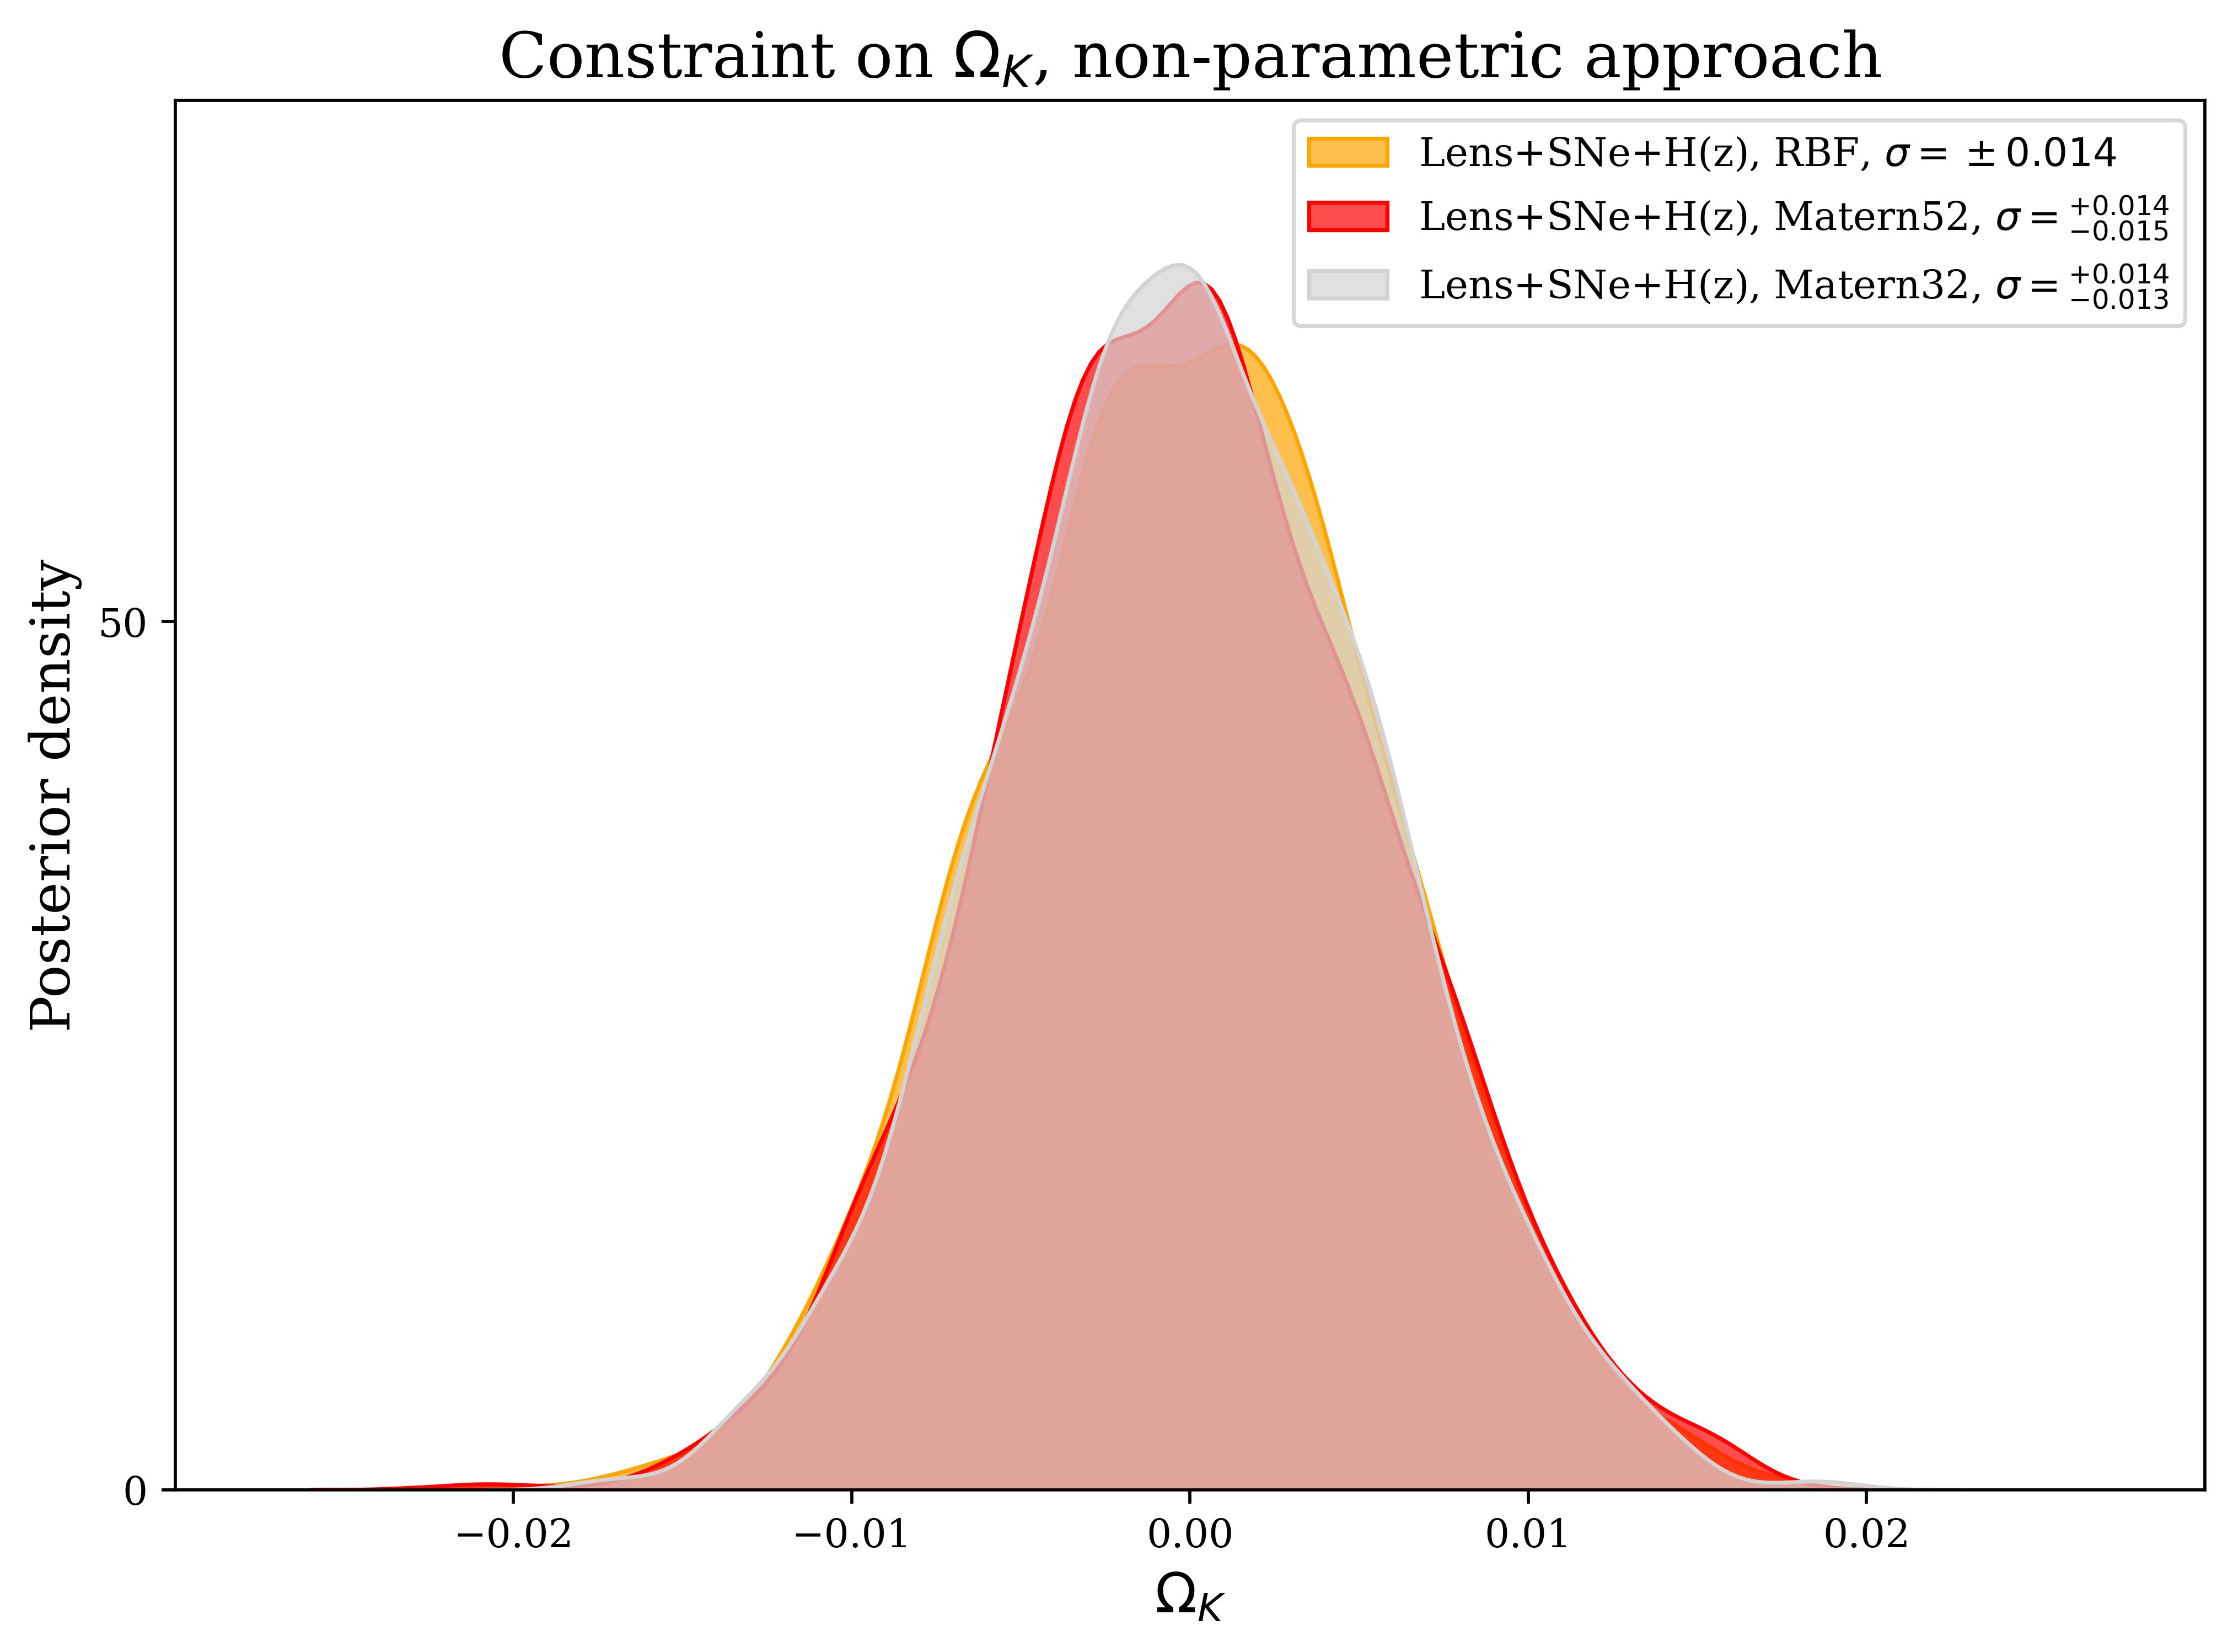 Constraint on Ω_K, non-parametric approach
Lens+SNe+H(z), RBF, σ = ±0.014
Lens+SNe+H(z), Matern52, σ = ^{+0.014}_{−0.015}
Lens+SNe+H(z), Matern32, σ = ^{+0.014}_{−0.013}
Posterior density
50
0
−0.02
−0.01
0.00
0.01
0.02
Ω_K